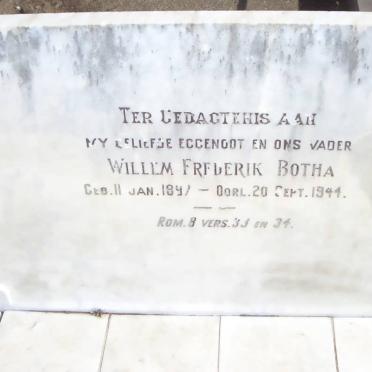 TER GEDAGTENIS AAN
MY GELIEFDE EGGENOOT EN ONS VADER
WILLEM FREDERIK BOTHA
GEB. 11 JAN. 1897 – OORL. 20 SEPT. 1944.
ROM. 8 VERS. 33 EN 34.